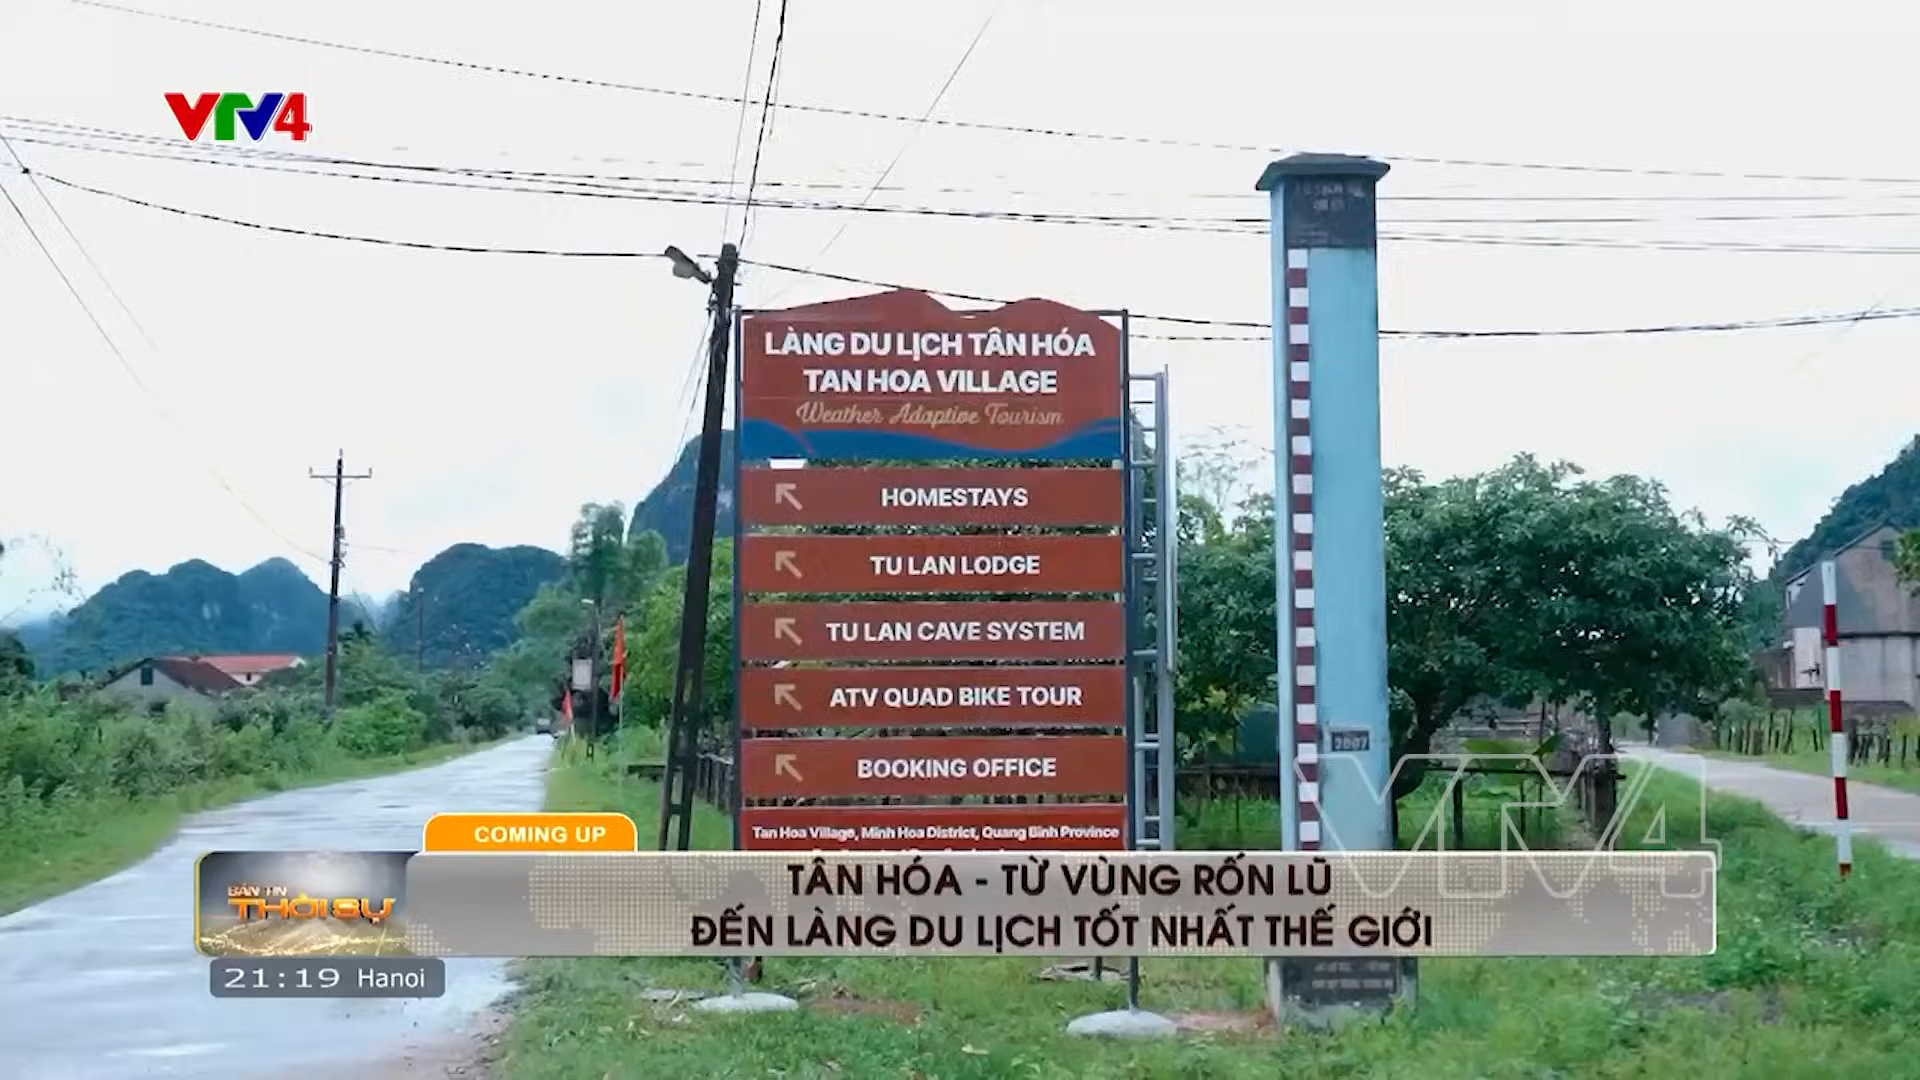 VTV4
LÀNG DU LỊCH TÂN HÓA
TAN HOA VILLAGE
Weather Adaptive Tourism
HOMESTAYS
TU LAN LODGE
TU LAN CAVE SYSTEM
ATV QUAD BIKE TOUR
BOOKING OFFICE
Tan Hoa Village, Minh Hoa District, Quang Binh Province
2007
VTV4
COMING UP
BẢN TIN
THỜI SỰ
TÂN HÓA - TỪ VÙNG RỐN LŨ
ĐẾN LÀNG DU LỊCH TỐT NHẤT THẾ GIỚI
21:19 Hanoi